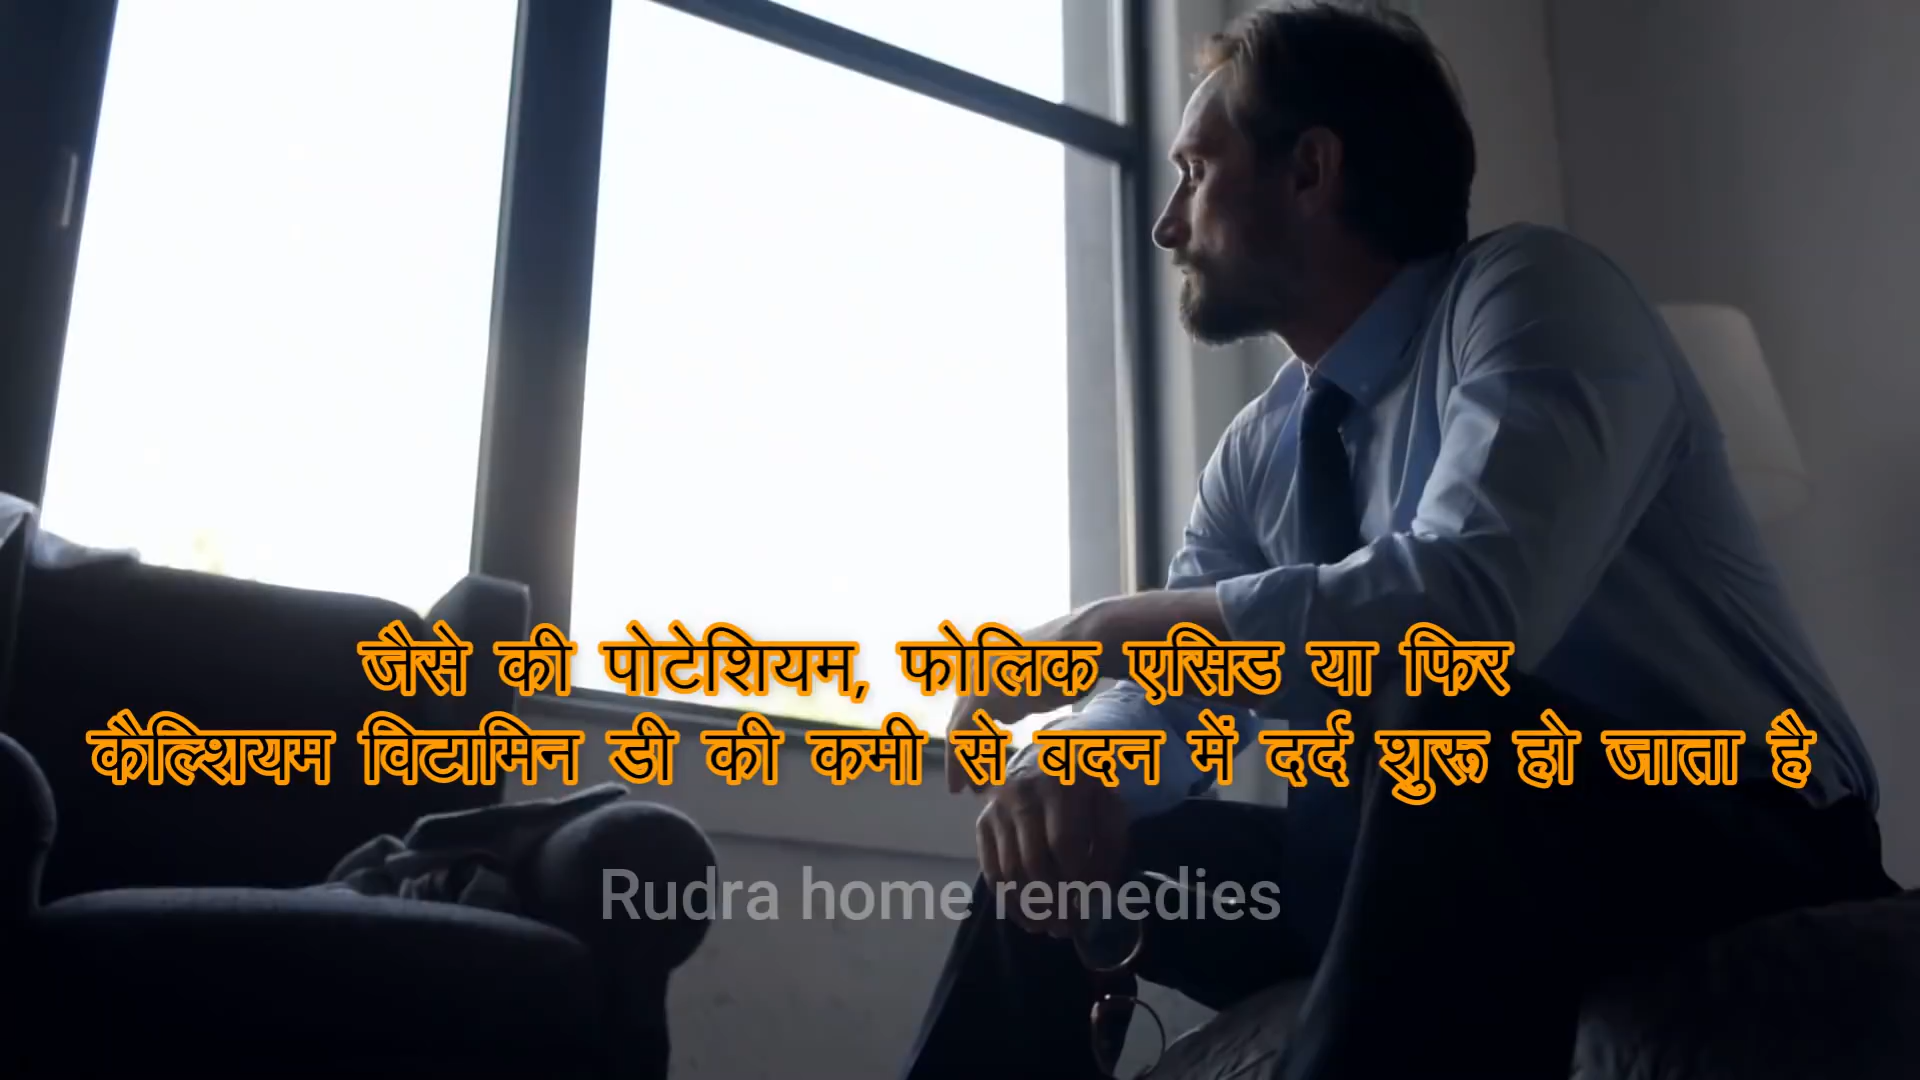 जैसे की पोटेशियम, फोलिक एसिड या फिर
कैल्शियम विटामिन डी की कमी से बदन में दर्द शुरू हो जाता है
Rudra home remedies